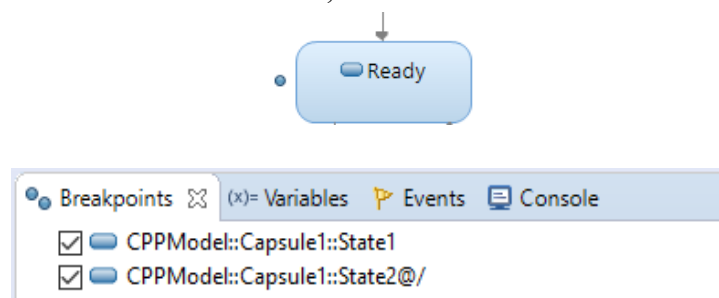 Ready
Breakpoints (x)= Variables Events Console
CPPModel::Capsule1::State1
CPPModel::Capsule1::State2@/